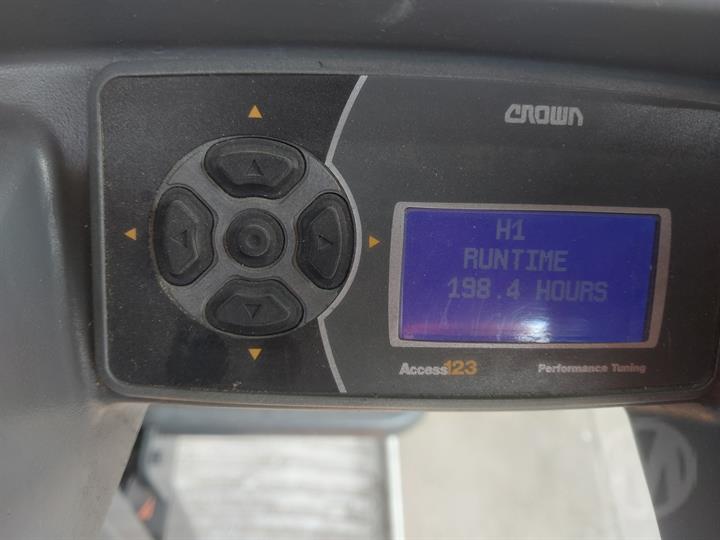 CROWN
H1
RUNTIME
198.4 HOURS
Access123 Performance Tuning